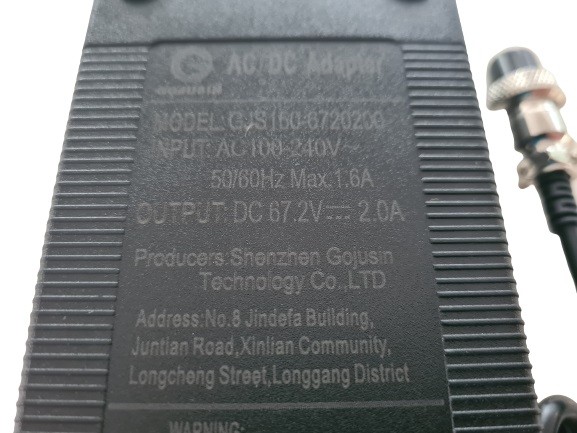 AC/DC Adapter
GOJUSIN
MODEL:GJS160-6720200
INPUT: AC100-240V~
50/60Hz Max.1.6A
OUTPUT: DC 67.2V⎓ 2.0A
Producers:Shenzhen Gojusin
Technology Co.,LTD
Address:No.8 Jindefa Building,
Juntian Road,Xinlian Community,
Longcheng Street,Longgang District
WARNING: